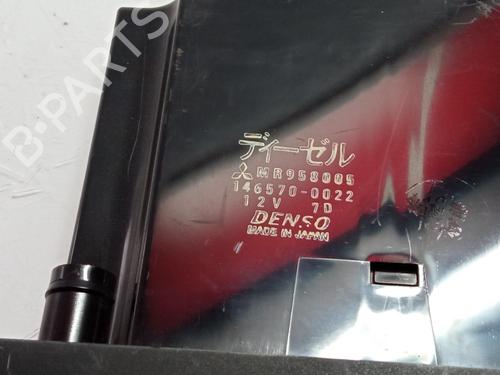 B-PARTS
ディーゼル
MR958005
146570-0022
12V 7D
DENSO
MADE IN JAPAN